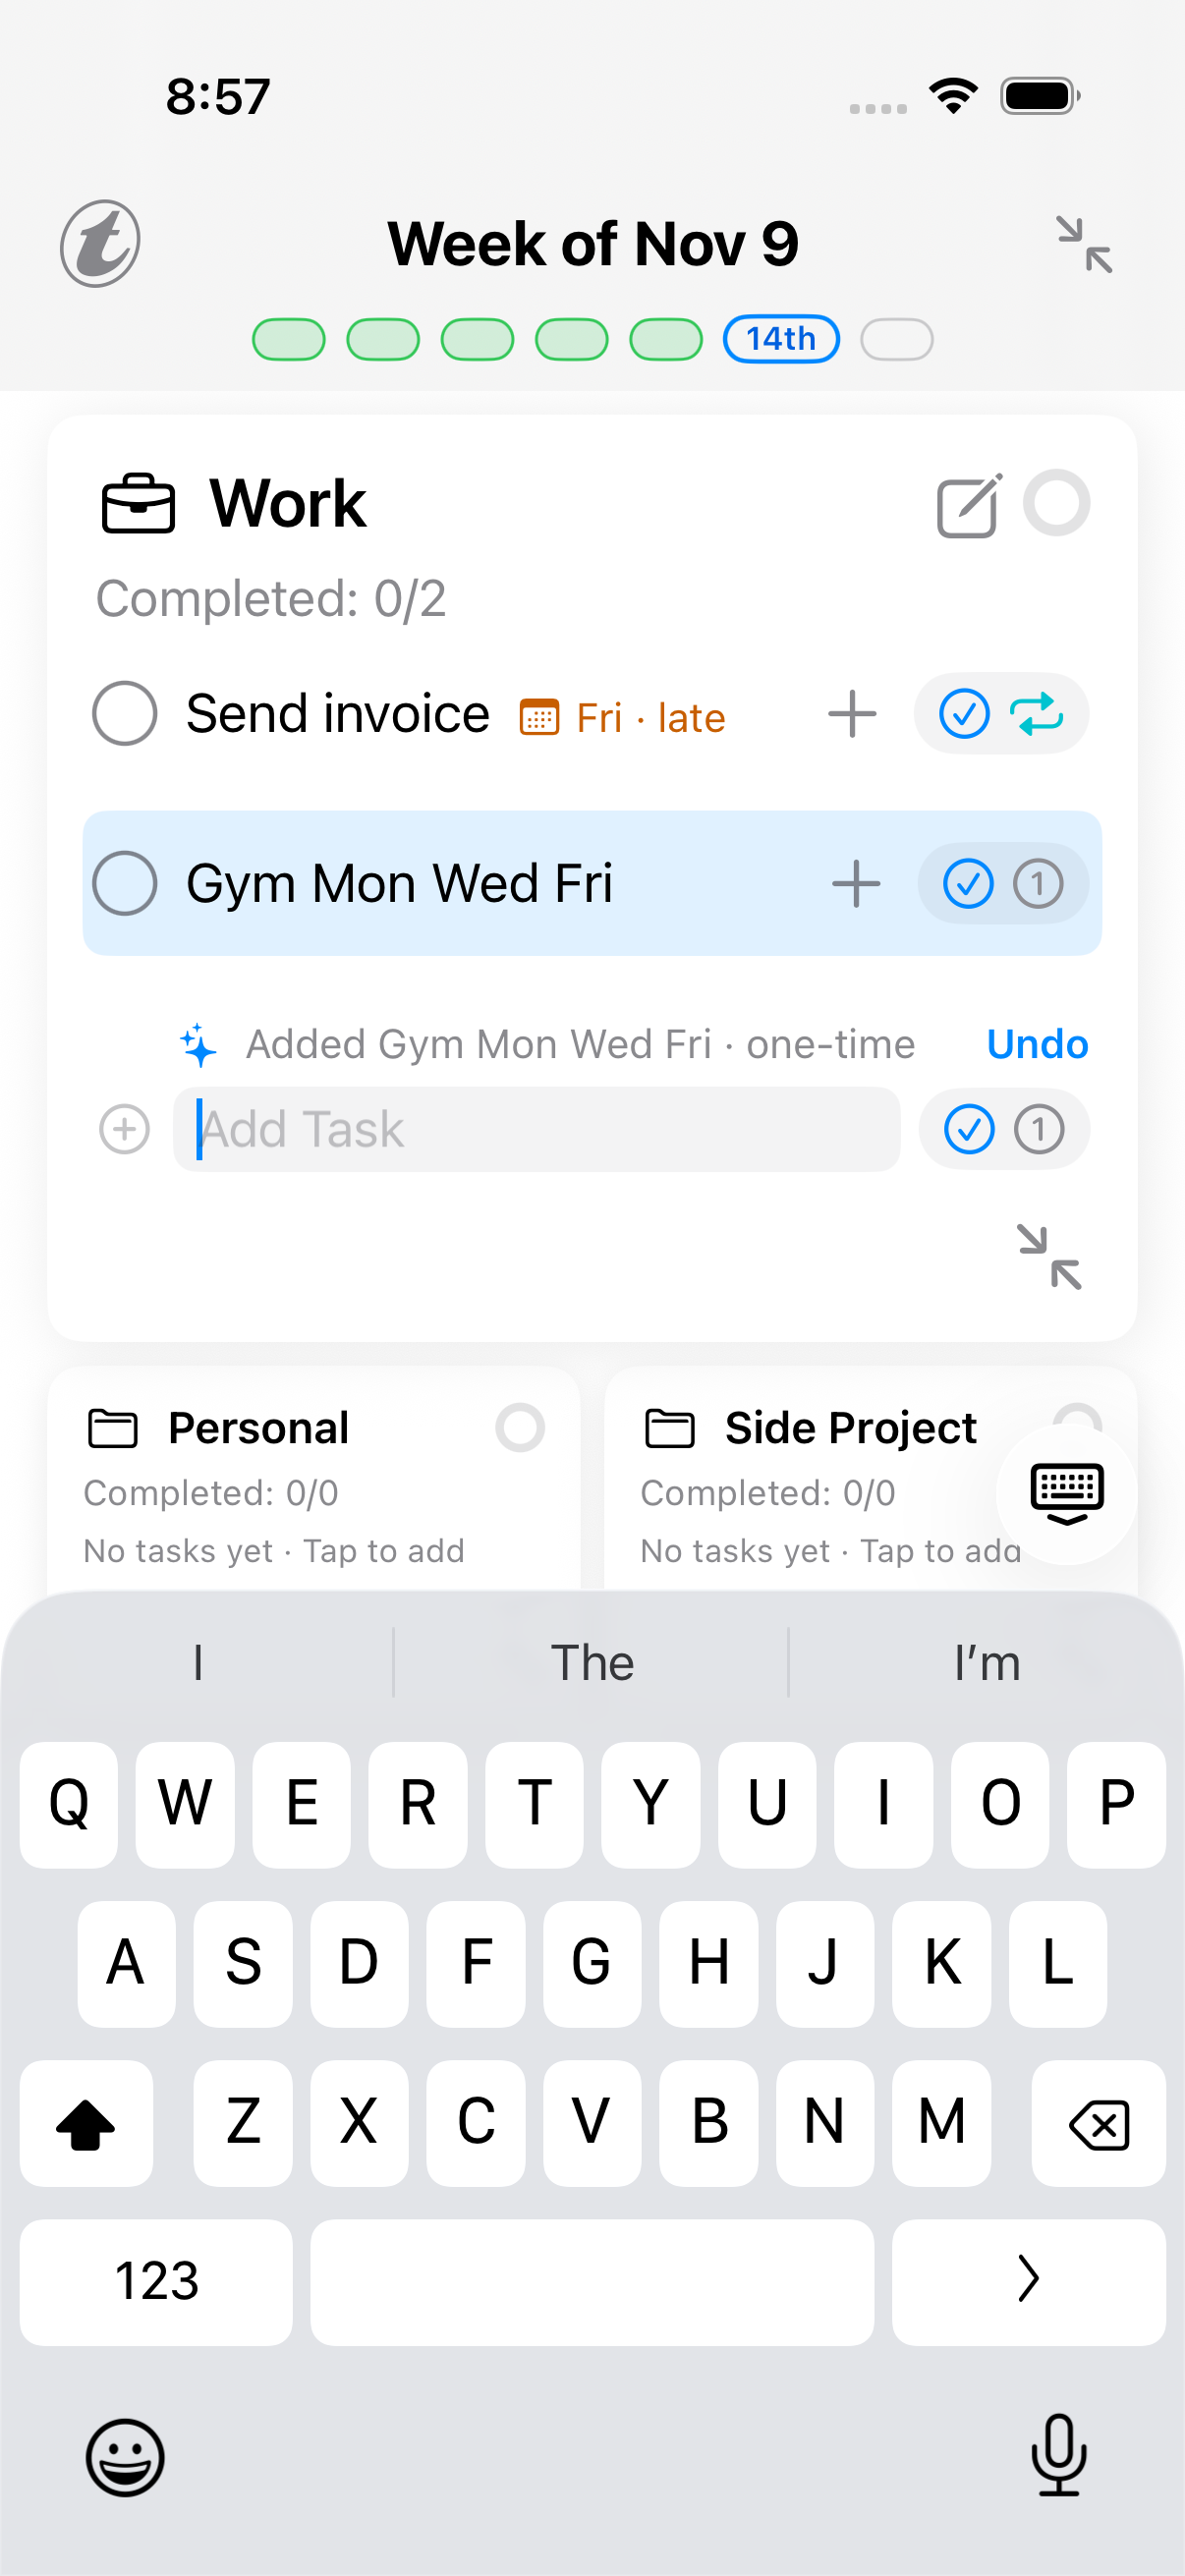 8:57
t
Week of Nov 9
14th
Work
Completed: 0/2
Send invoice Fri · late
Gym Mon Wed Fri 1
Added Gym Mon Wed Fri · one-time Undo
Add Task 1
Personal
Completed: 0/0
No tasks yet · Tap to add
Side Project
Completed: 0/0
No tasks yet · Tap to add
I The I’m
Q W E R T Y U I O P
A S D F G H J K L
Z X C V B N M
123